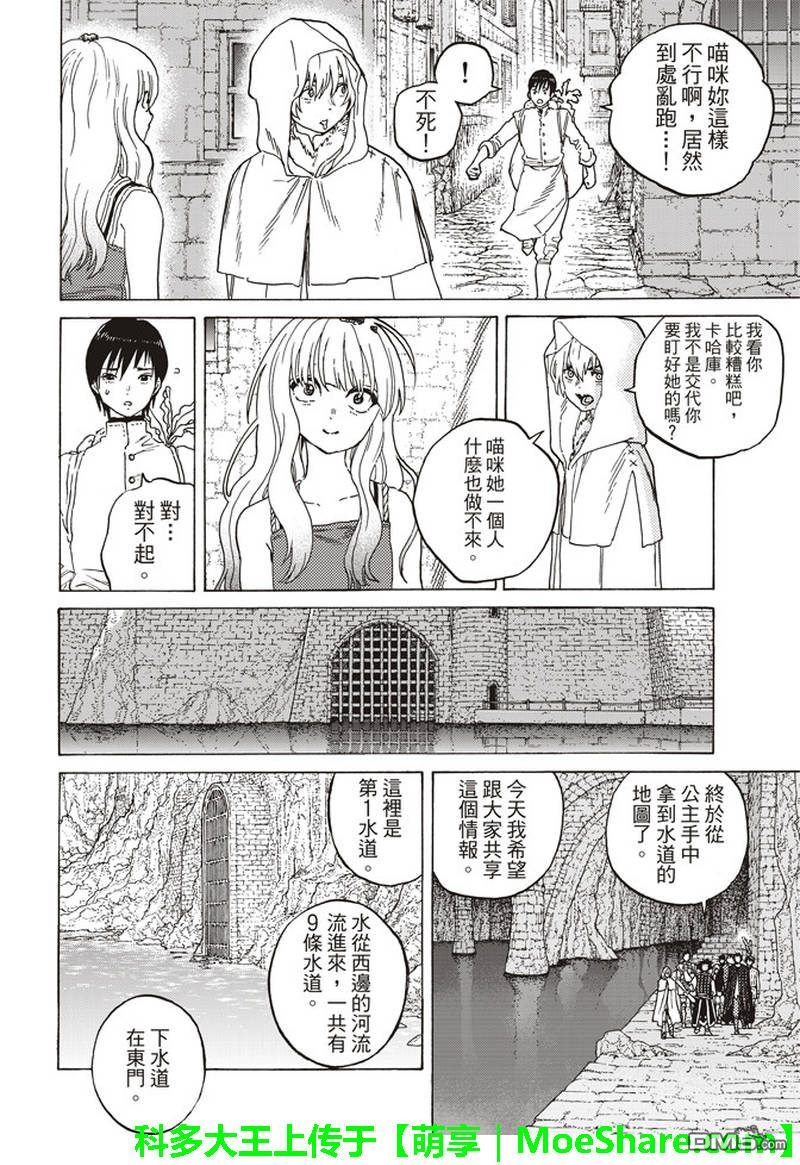 喵咪妳這樣
不行啊，居然
到處亂跑…！
！
不死！
我看你
比較糟糕吧，
卡哈庫。
我不是交代你
要盯好她的嗎？
喵咪她一個人
什麼也做不來。
對…
對不起。
終於從
公主手中
拿到水道的
地圖了。
今天我希望
跟大家共享
這個情報。
這裡是
第1水道。
水從西邊的河流
流進來，一共有
9條水道。
下水道
在東門。
科多大王上传于【萌享 | MoeShare
】
DM5.com